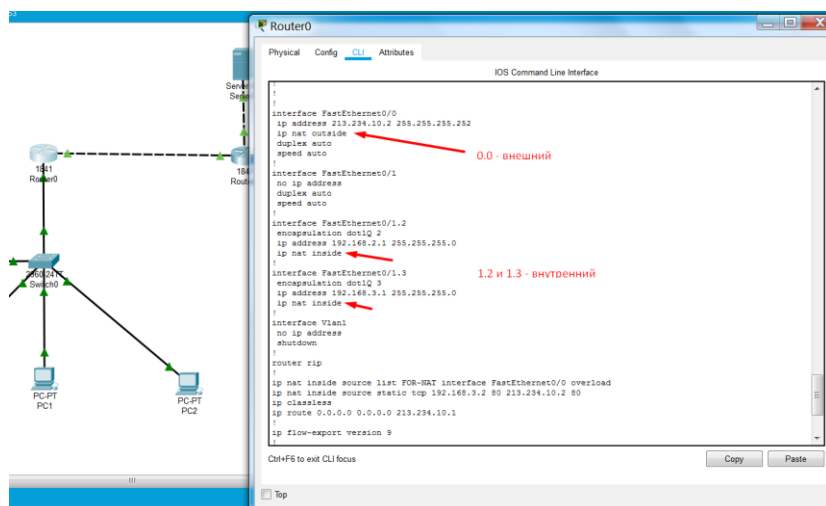 Router0
Physical Config CLI Attributes
IOS Command Line Interface
!
!
!
interface FastEthernet0/0
ip address 213.234.10.2 255.255.255.252
ip nat outside
duplex auto
speed auto
!
interface FastEthernet0/1
no ip address
duplex auto
speed auto
!
interface FastEthernet0/1.2
encapsulation dot1Q 2
ip address 192.168.2.1 255.255.255.0
ip nat inside
!
interface FastEthernet0/1.3
encapsulation dot1Q 3
ip address 192.168.3.1 255.255.255.0
ip nat inside
!
interface Vlan1
no ip address
shutdown
!
router rip
!
ip nat inside source list FOR-NAT interface FastEthernet0/0 overload
ip nat inside source static tcp 192.168.3.2 80 213.234.10.2 80
ip classless
ip route 0.0.0.0 0.0.0.0 213.234.10.1
!
ip flow-export version 9
!
0.0 - внешний
1.2 и 1.3 - внутренний
Ctrl+F6 to exit CLI focus
Copy
Paste
Top
1841
Router0
Switch0
PC-PT
PC1
PC-PT
PC2